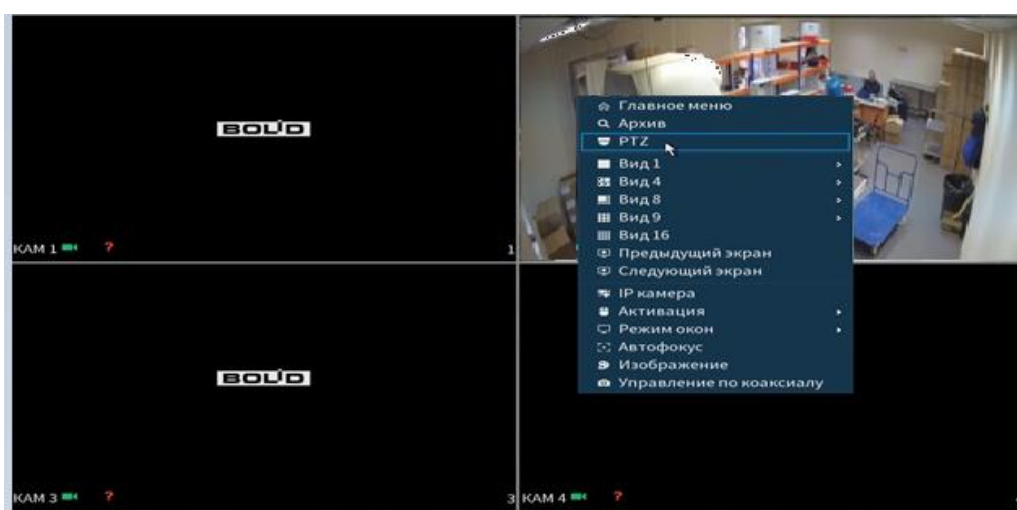 BOLID
КАМ 1
?
1
Главное меню
Архив
PTZ
Вид 1
Вид 4
Вид 8
Вид 9
Вид 16
Предыдущий экран
Следующий экран
IP камера
Активация
Режим окон
Автофокус
Изображение
Управление по коаксиалу
BOLID
КАМ 3
?
3
КАМ 4
?